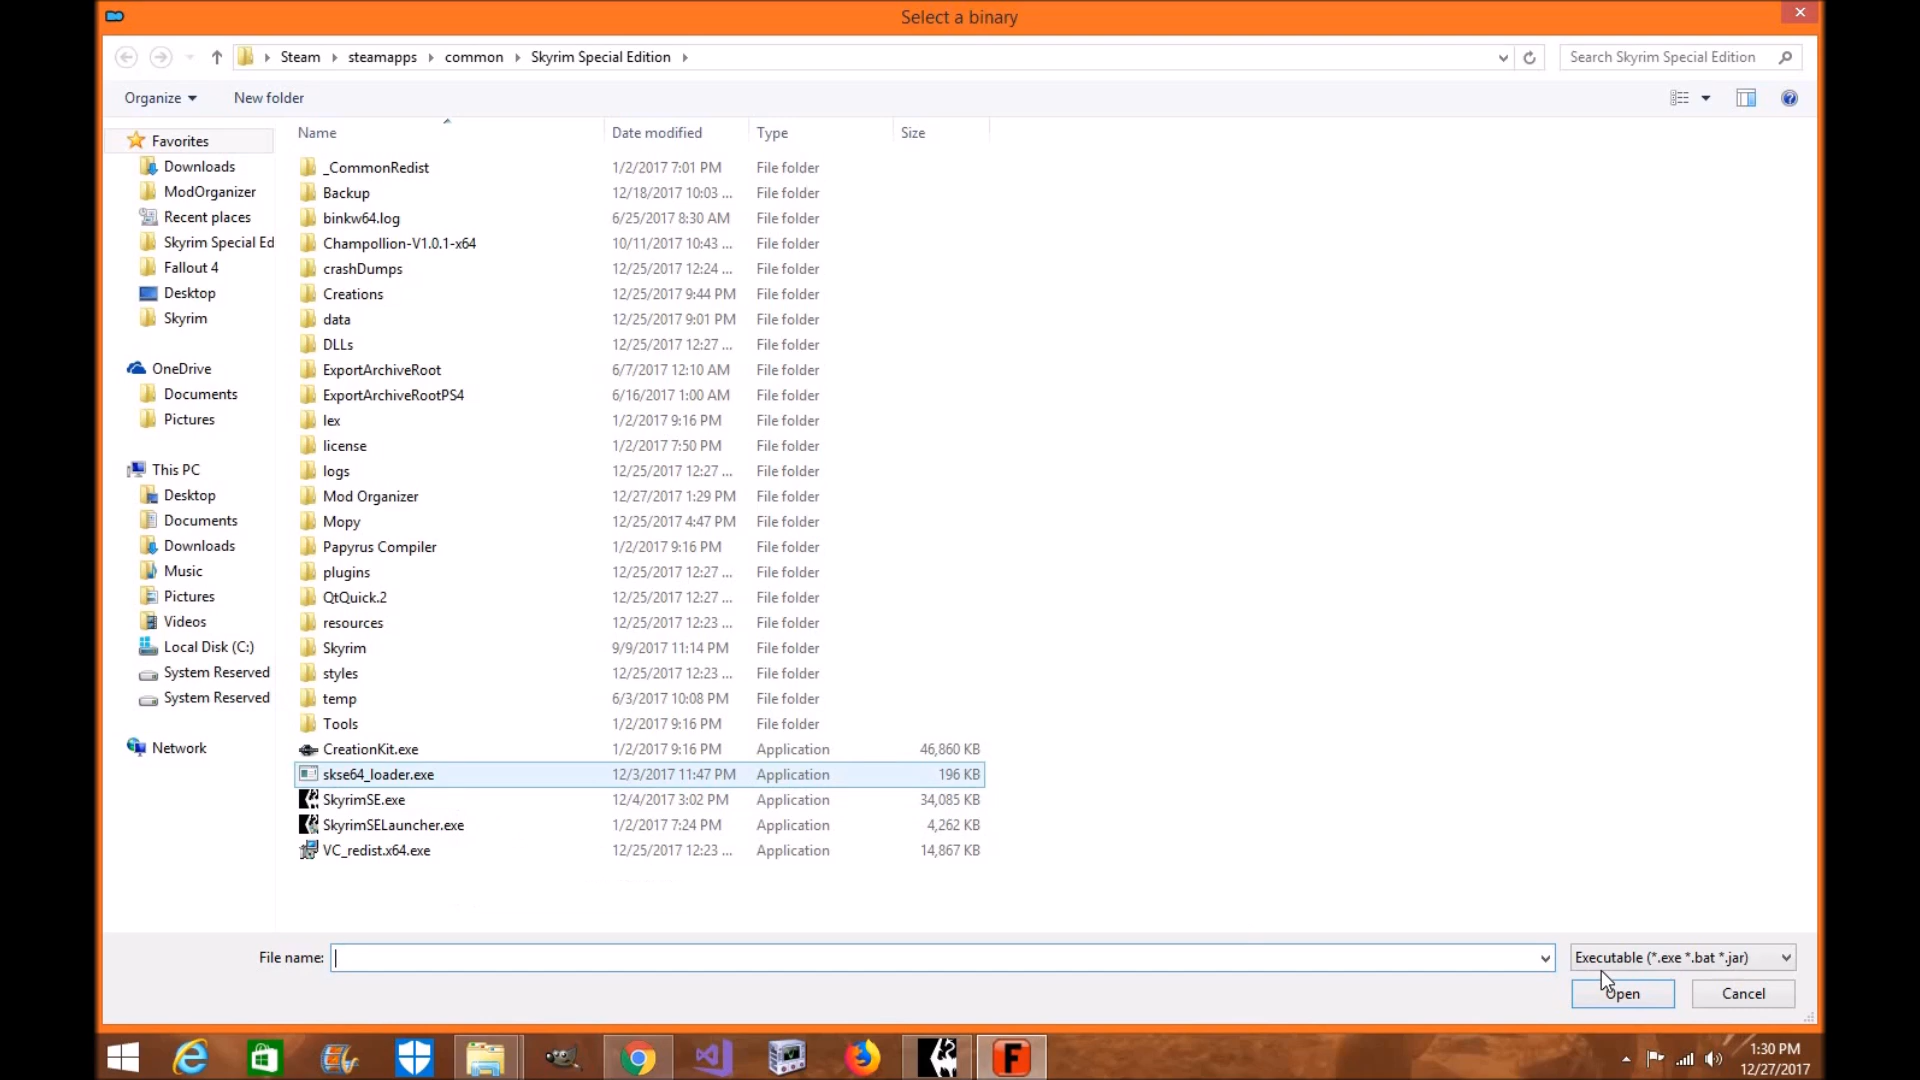 Select a binary
Steam steamapps common Skyrim Special Edition
Search Skyrim Special Edition
Organize New folder
Name Date modified Type Size
Favorites
Downloads
ModOrganizer
Recent places
Skyrim Special Ed
Fallout 4
Desktop
Skyrim
OneDrive
Documents
Pictures
This PC
Desktop
Documents
Downloads
Music
Pictures
Videos
Local Disk (C:)
System Reserved
System Reserved
Network
_CommonRedist 1/2/2017 7:01 PM File folder
Backup 12/18/2017 10:03 ... File folder
binkw64.log 6/25/2017 8:30 AM File folder
Champollion-V1.0.1-x64 10/11/2017 10:43 ... File folder
crashDumps 12/25/2017 12:24 ... File folder
Creations 12/25/2017 9:44 PM File folder
data 12/25/2017 9:01 PM File folder
DLLs 12/25/2017 12:27 ... File folder
ExportArchiveRoot 6/7/2017 12:10 AM File folder
ExportArchiveRootPS4 6/16/2017 1:00 AM File folder
lex 1/2/2017 9:16 PM File folder
license 1/2/2017 7:50 PM File folder
logs 12/25/2017 12:27 ... File folder
Mod Organizer 12/27/2017 1:29 PM File folder
Mopy 12/25/2017 4:47 PM File folder
Papyrus Compiler 1/2/2017 9:16 PM File folder
plugins 12/25/2017 12:27 ... File folder
QtQuick.2 12/25/2017 12:27 ... File folder
resources 12/25/2017 12:23 ... File folder
Skyrim 9/9/2017 11:14 PM File folder
styles 12/25/2017 12:23 ... File folder
temp 6/3/2017 10:08 PM File folder
Tools 1/2/2017 9:16 PM File folder
CreationKit.exe 1/2/2017 9:16 PM Application 46,860 KB
skse64_loader.exe 12/3/2017 11:47 PM Application 196 KB
SkyrimSE.exe 12/4/2017 3:02 PM Application 34,085 KB
SkyrimSELauncher.exe 1/2/2017 7:24 PM Application 4,262 KB
VC_redist.x64.exe 12/25/2017 12:23 ... Application 14,867 KB
File name: Executable (*.exe *.bat *.jar)
Open Cancel
1:30 PM
12/27/2017